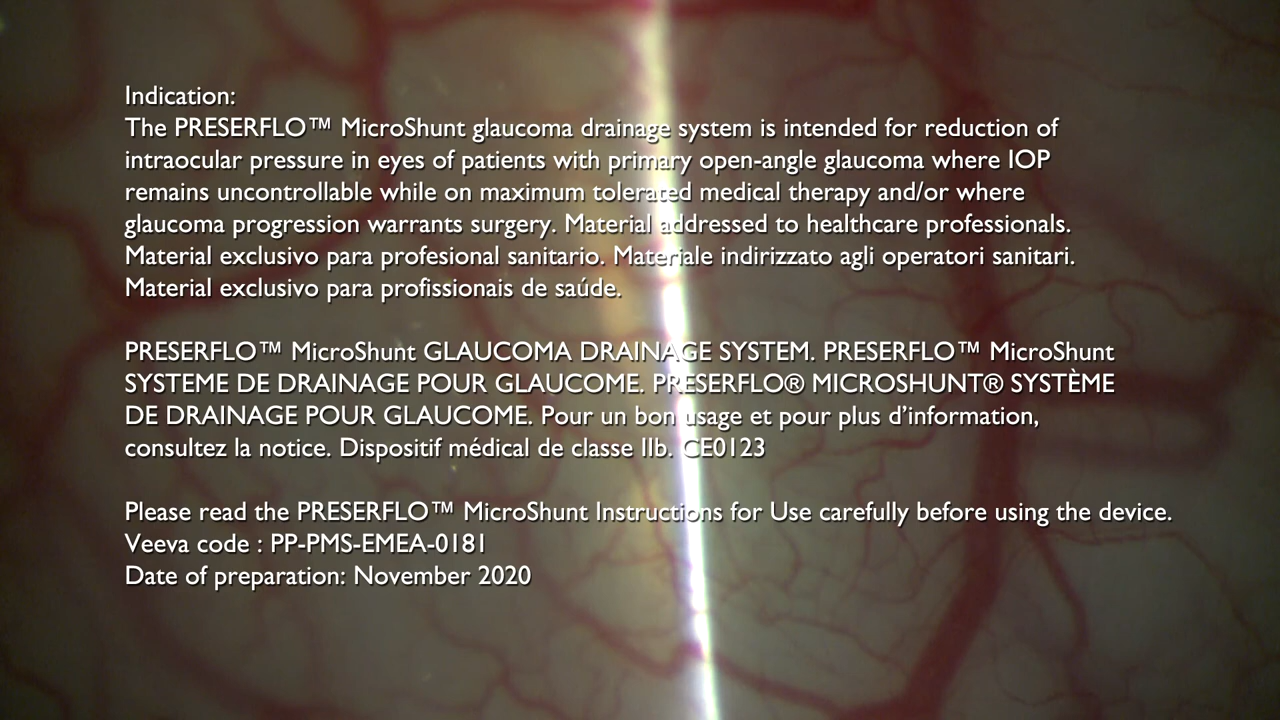 Indication:
The PRESERFLO™ MicroShunt glaucoma drainage system is intended for reduction of
intraocular pressure in eyes of patients with primary open-angle glaucoma where IOP
remains uncontrollable while on maximum tolerated medical therapy and/or where
glaucoma progression warrants surgery. Material addressed to healthcare professionals.
Material exclusivo para profesional sanitario. Materiale indirizzato agli operatori sanitari.
Material exclusivo para profissionais de saúde.
PRESERFLO™ MicroShunt GLAUCOMA DRAINAGE SYSTEM. PRESERFLO™ MicroShunt
SYSTEME DE DRAINAGE POUR GLAUCOME. PRESERFLO® MICROSHUNT® SYSTÈME
DE DRAINAGE POUR GLAUCOME. Pour un bon usage et pour plus d’information,
consultez la notice. Dispositif médical de classe IIb. CE0123
Please read the PRESERFLO™ MicroShunt Instructions for Use carefully before using the device.
Veeva code : PP-PMS-EMEA-0181
Date of preparation: November 2020